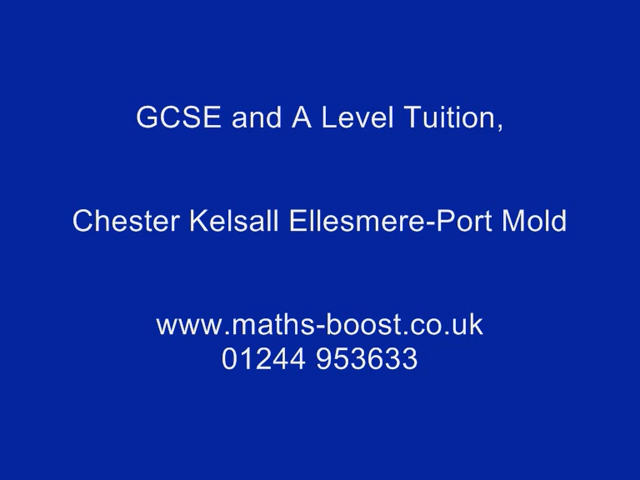 GCSE and A Level Tuition,
Chester Kelsall Ellesmere-Port Mold
www.maths-boost.co.uk
01244 953633